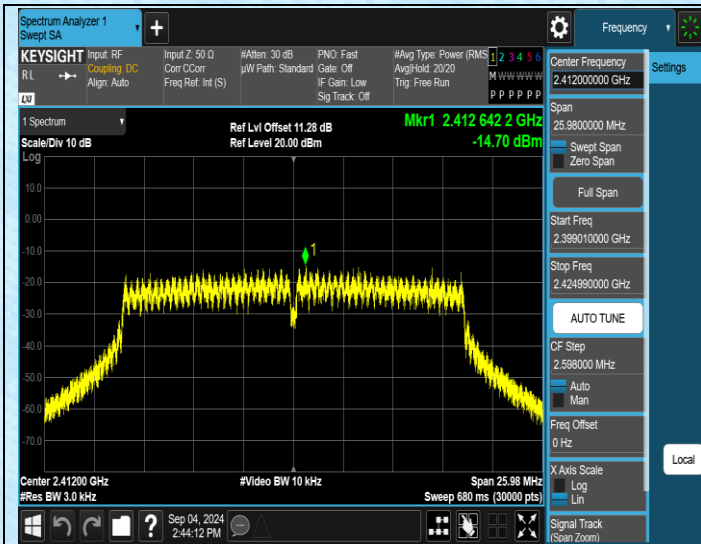 Spectrum Analyzer 1
Swept SA
+
Frequency
KEYSIGHT
RL
LXI
Input: RF
Coupling: DC
Align: Auto
Input Z: 50 Ω
Corr CCorr
Freq Ref: Int (S)
#Atten: 30 dB
µW Path: Standard
PNO: Fast
Gate: Off
IF Gain: Low
Sig Track: Off
#Avg Type: Power (RMS
Avg|Hold: 20/20
Trig: Free Run
1 2 3 4 5 6
M W W W W W
P P P P P P
1 Spectrum
Scale/Div 10 dB
Log
Ref Lvl Offset 11.28 dB
Ref Level 20.00 dBm
Mkr1 2.412 642 2 GHz
-14.70 dBm
10.0
0.00
-10.0
-20.0
-30.0
-40.0
-50.0
-60.0
-70.0
1
Center 2.41200 GHz
#Res BW 3.0 kHz
#Video BW 10 kHz
Span 25.98 MHz
Sweep 680 ms (30000 pts)
Sep 04, 2024
2:44:12 PM
?
Center Frequency
2.412000000 GHz
Span
25.9800000 MHz
Swept Span
Zero Span
Full Span
Start Freq
2.399010000 GHz
Stop Freq
2.424990000 GHz
AUTO TUNE
CF Step
2.598000 MHz
Auto
Man
Freq Offset
0 Hz
X Axis Scale
Log
Lin
Signal Track
(Span Zoom)
Settings
Local